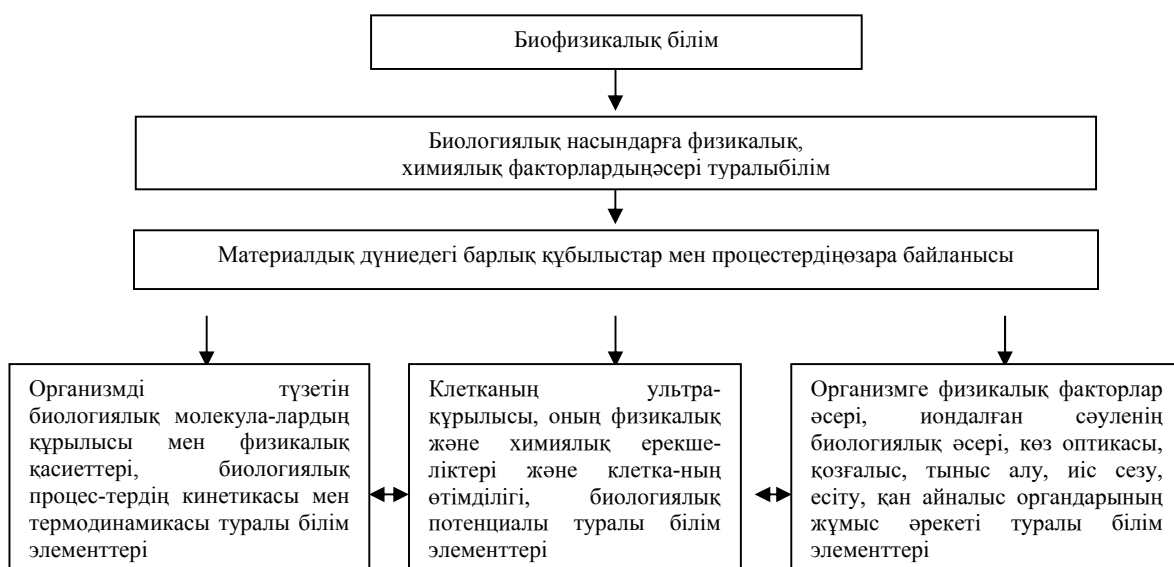 Биофизикалық білім
Биологиялық насындарға физикалық,
химиялық факторлардыңәсері туралыбілім
Материалдық дүниедегі барлық құбылыстар мен процестердіңөзара байланысы
Организмді түзетін
биологиялық молекула-лардың
құрылысы мен физикалық
қасиеттері, биологиялық
процес-тердің кинетикасы мен
термодинамикасы туралы білім
элементтері
Клетканың ультра-
құрылысы, оның физикалық
және химиялық ерекше-
ліктері және клетка-ның
өтімділігі, биологиялық
потенциалы туралы білім
элементтері
Организмге физикалық факторлар
әсері, иондалған сәуленің
биологиялық әсері, көз оптикасы,
қозғалыс, тыныс алу, иіс сезу,
есіту, қан айналыс органдарының
жұмыс әрекеті туралы білім
элементтері